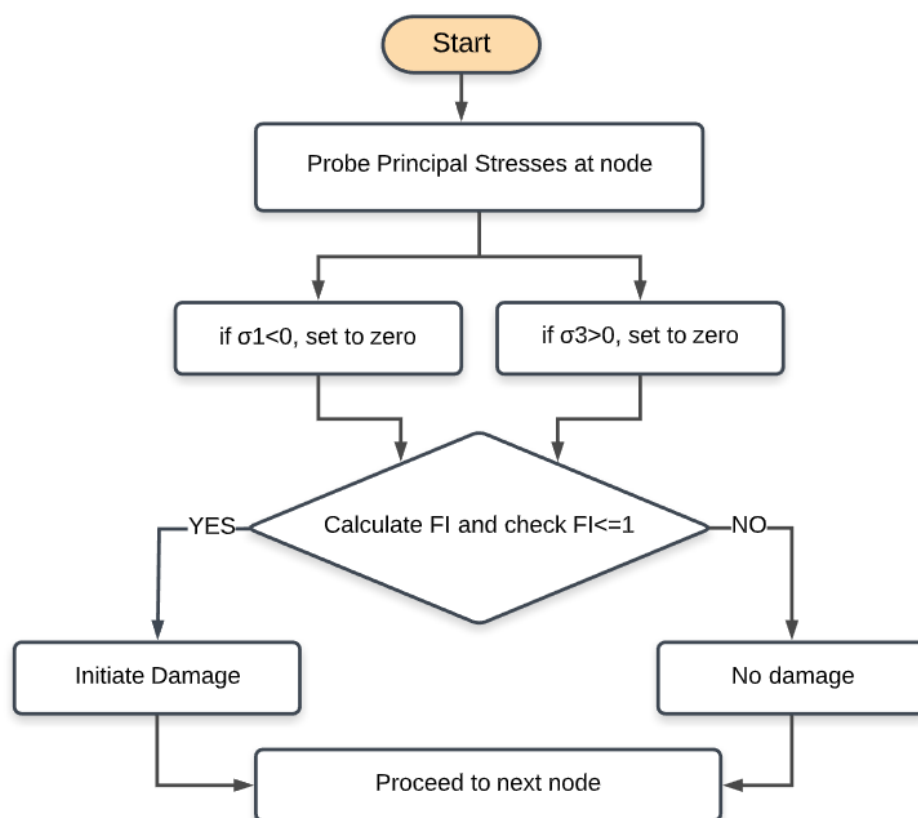 Start
Probe Principal Stresses at node
if σ1<0, set to zero
if σ3>0, set to zero
Calculate FI and check FI<=1
YES
NO
Initiate Damage
No damage
Proceed to next node